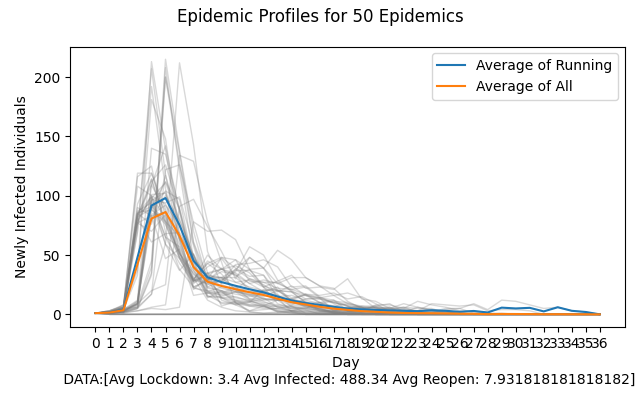 Epidemic Profiles for 50 Epidemics
Average of Running
Average of All
Newly Infected Individuals
200
150
100
50
0
0 1 2 3 4 5 6 7 8 9 10 11 12 13 14 15 16 17 18 19 20 21 22 23 24 25 26 27 28 29 30 31 32 33 34 35 36
Day
DATA:[Avg Lockdown: 3.4 Avg Infected: 488.34 Avg Reopen: 7.931818181818182]